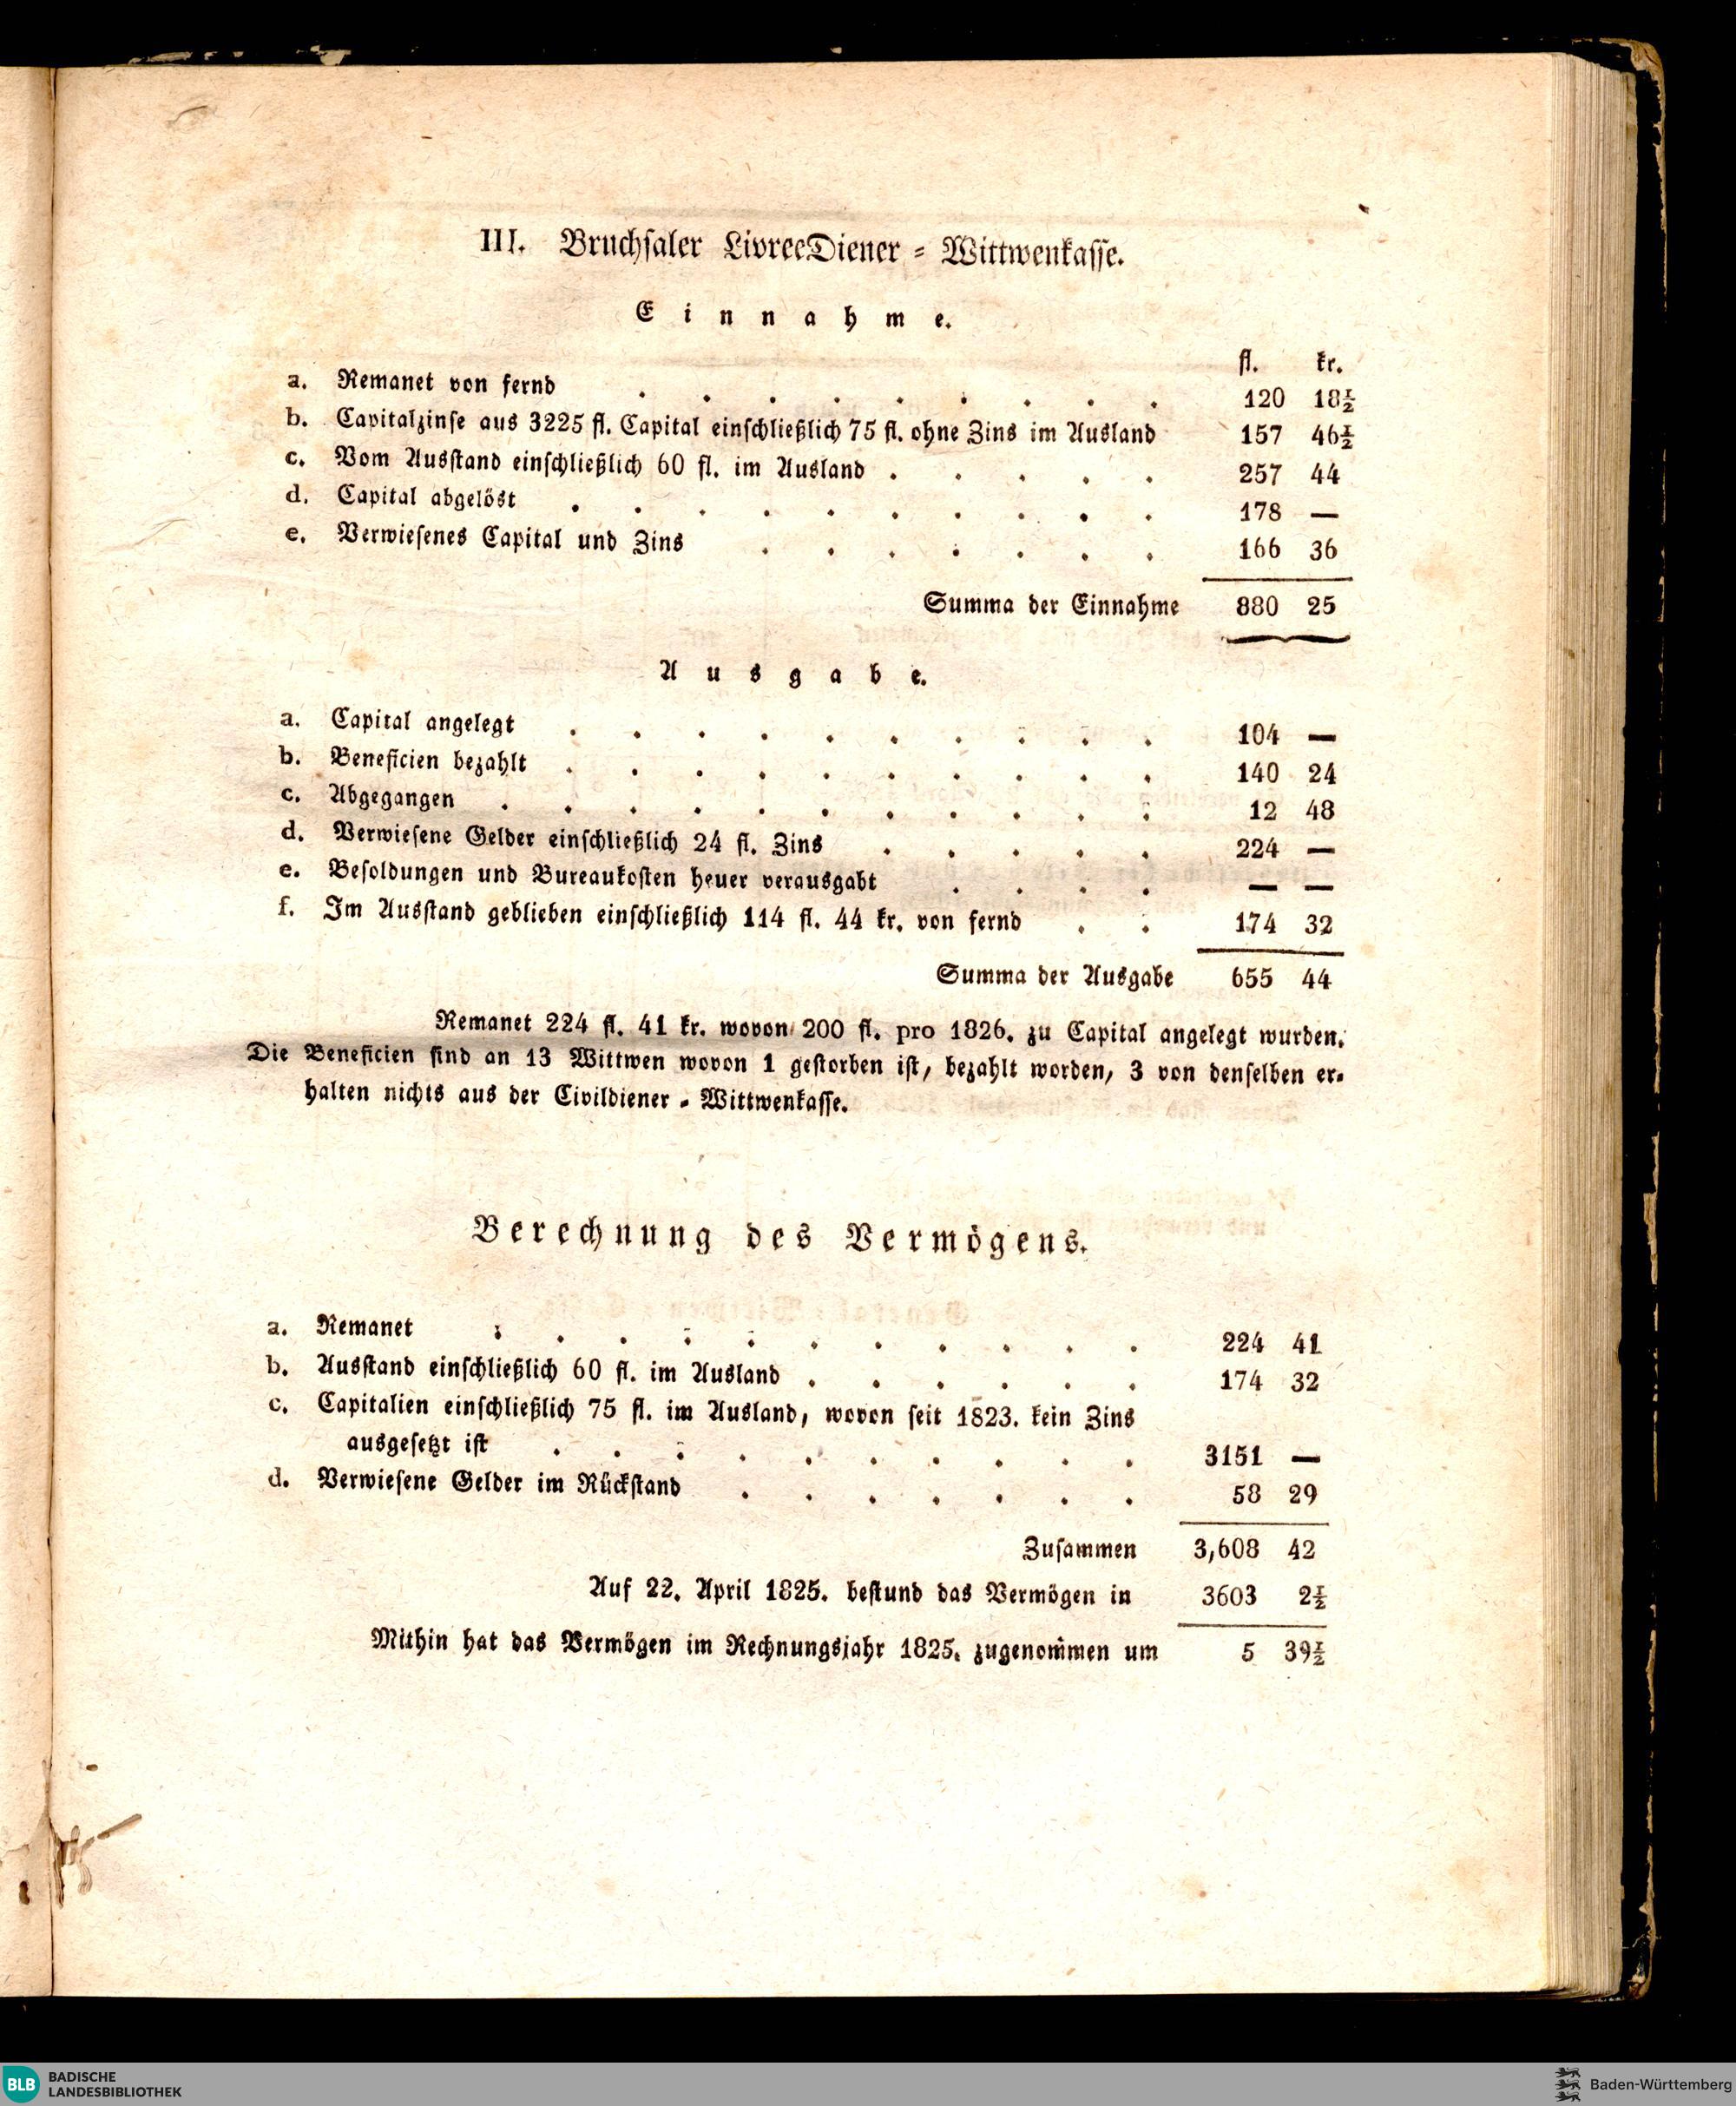 III. Bruchsaler LivreeDiener - Wittwenkasse.
Einnahme.
fl. kr.
a. Remanet von fernd . . . . . . . . . 120 18½
b. Capitalzinse aus 3225 fl. Capital einschließlich 75 fl. ohne Zins im Ausland 157 46½
c. Vom Ausstand einschließlich 60 fl. im Ausland . . . . . 257 44
d. Capital abgelöst . . . . . . . . . . 178 —
e. Verwiesenes Capital und Zins . . . . . . . 166 36
Summa der Einnahme 880 25
Ausgabe.
a. Capital angelegt . . . . . . . . . . 104 —
b. Beneficien bezahlt . . . . . . . . . . 140 24
c. Abgegangen . . . . . . . . . . . 12 48
d. Verwiesene Gelder einschließlich 24 fl. Zins . . . . . 224 —
e. Besoldungen und Bureaukosten heuer verausgabt . . . . — —
f. Im Ausstand geblieben einschließlich 114 fl. 44 kr. von fernd . . 174 32
Summa der Ausgabe 655 44
Remanet 224 fl. 41 kr. wovon 200 fl. pro 1826. zu Capital angelegt wurden.
Die Beneficien sind an 13 Wittwen wovon 1 gestorben ist, bezahlt worden, 3 von denselben er-
halten nichts aus der Civildiener - Wittwenkasse.
Berechnung des Vermögens.
a. Remanet . . . . . . . . . . . 224 41
b. Ausstand einschließlich 60 fl. im Ausland . . . . . . 174 32
c. Capitalien einschließlich 75 fl. im Ausland, wovon seit 1823. kein Zins
ausgesetzt ist . . . . . . . . . . 3151 —
d. Verwiesene Gelder im Rückstand . . . . . . . 58 29
Zusammen 3,608 42
Auf 22. April 1825. bestund das Vermögen in 3603 2½
Mithin hat das Vermögen im Rechnungsjahr 1825. zugenommen um 5 39½
BLB BADISCHE
LANDESBIBLIOTHEK
Baden-Württemberg